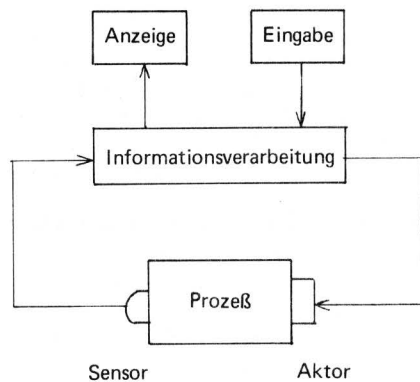 Anzeige
Eingabe
Informationsverarbeitung
Prozeß
Sensor
Aktor